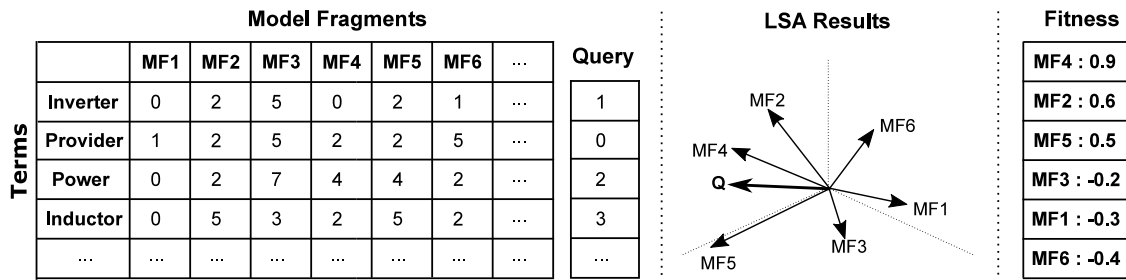 Model Fragments
LSA Results
Fitness
Terms
MF1 MF2 MF3 MF4 MF5 MF6 ...
Query
Inverter 0 2 5 0 2 1 ... 1
Provider 1 2 5 2 2 5 ... 0
Power 0 2 7 4 4 2 ... 2
Inductor 0 5 3 2 5 2 ... 3
... ... ... ... ... ... ... ... ...
MF2
MF6
MF4
Q
MF1
MF3
MF5
MF4 : 0.9
MF2 : 0.6
MF5 : 0.5
MF3 : -0.2
MF1 : -0.3
MF6 : -0.4